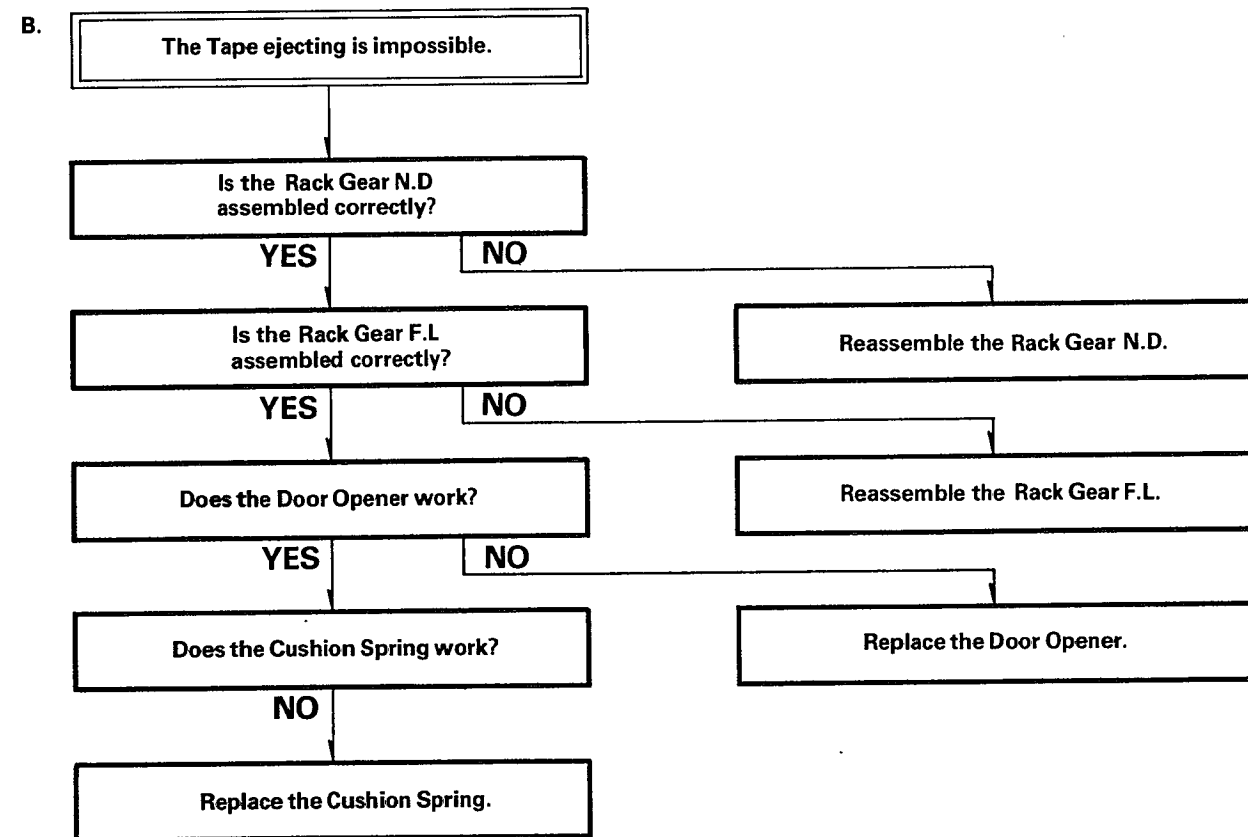 B.
The Tape ejecting is impossible.
Is the Rack Gear N.D
assembled correctly?
YES
NO
Is the Rack Gear F.L
assembled correctly?
Reassemble the Rack Gear N.D.
YES
NO
Does the Door Opener work?
Reassemble the Rack Gear F.L.
YES
NO
Does the Cushion Spring work?
Replace the Door Opener.
NO
Replace the Cushion Spring.